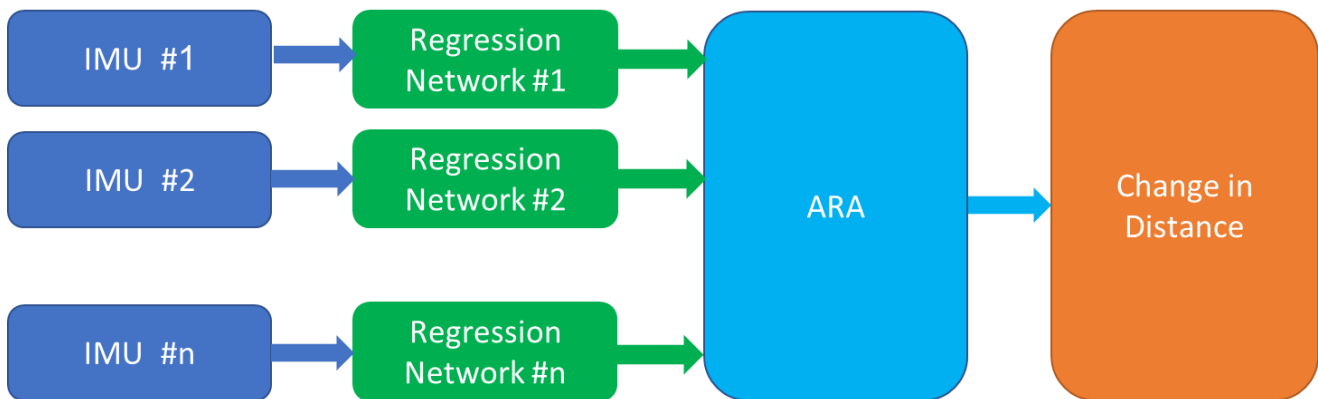 IMU #1
Regression
Network #1
IMU #2
Regression
Network #2
ARA
Change in
Distance
IMU #n
Regression
Network #n